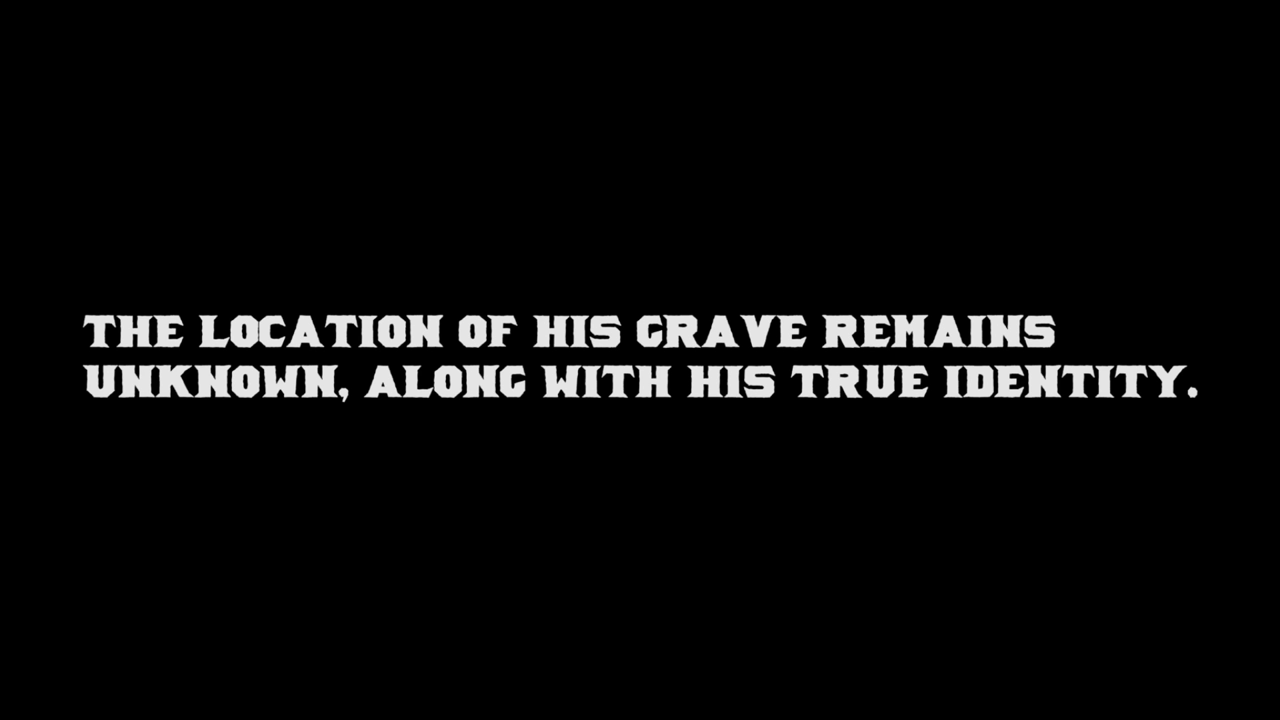 THE LOCATION OF HIS GRAVE REMAINS
UNKNOWN, ALONG WITH HIS TRUE IDENTITY.